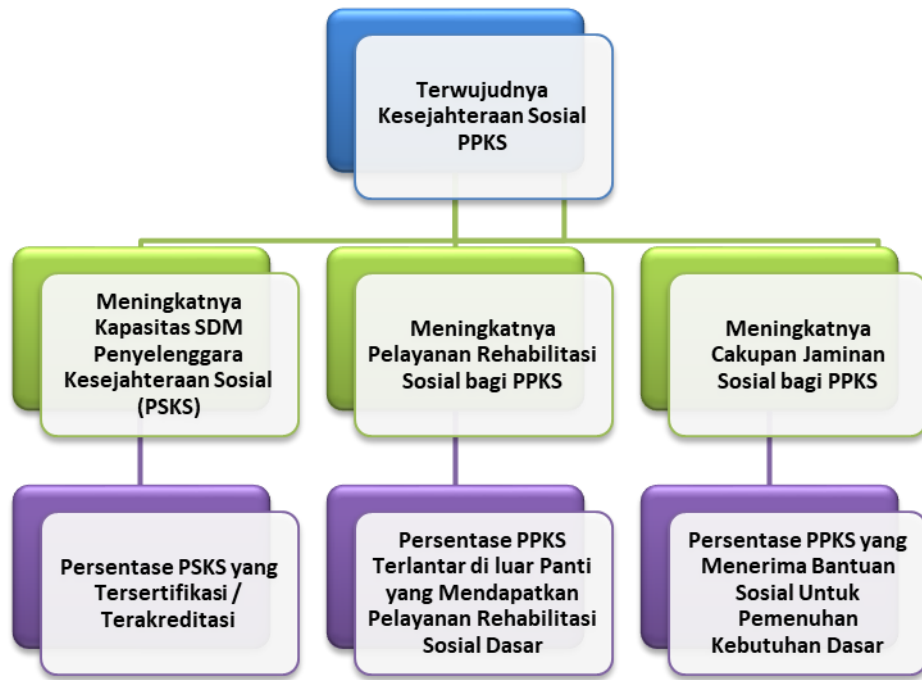 Terwujudnya
Kesejahteraan Sosial
PPKS
Meningkatnya
Kapasitas SDM
Penyelenggara
Kesejahteraan Sosial
(PSKS)
Meningkatnya
Pelayanan Rehabilitasi
Sosial bagi PPKS
Meningkatnya
Cakupan Jaminan
Sosial bagi PPKS
Persentase PSKS yang
Tersertifikasi /
Terakreditasi
Persentase PPKS
Terlantar di luar Panti
yang Mendapatkan
Pelayanan Rehabilitasi
Sosial Dasar
Persentase PPKS yang
Menerima Bantuan
Sosial Untuk
Pemenuhan
Kebutuhan Dasar